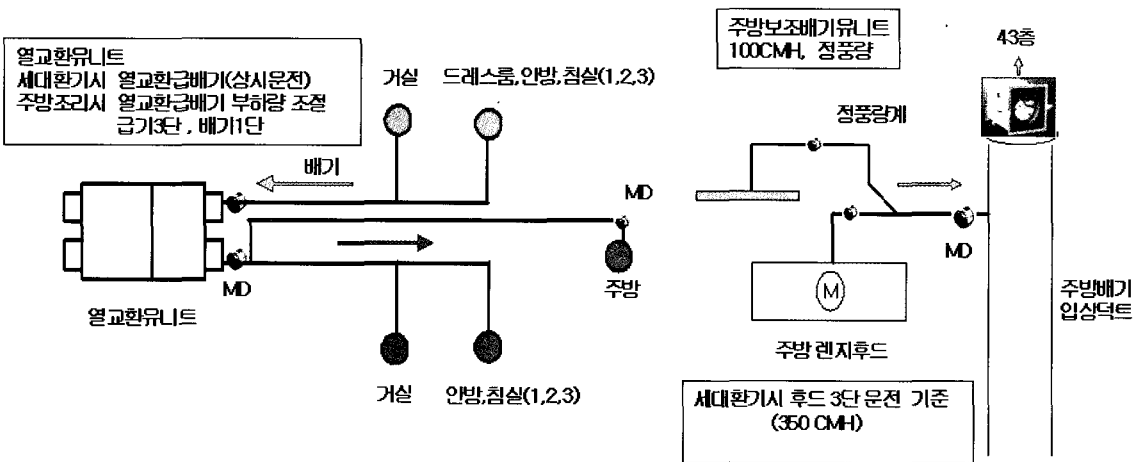 열교환유니트
세대환기시 열교환급배기(상시운전)
주방조리시 열교환급배기 부하량 조절
급기3단, 배기1단
거실
드레스룸,안방,침실(1,2,3)
배기
MD
열교환유니트
MD
주방
거실
안방,침실(1,2,3)
주방보조배기유니트
100CMH, 정풍량
43층
정풍량계
MD
M
주방 렌지후드
주방배기
입상덕트
세대환기시 후드 3단 운전 기준
(350 CMH)